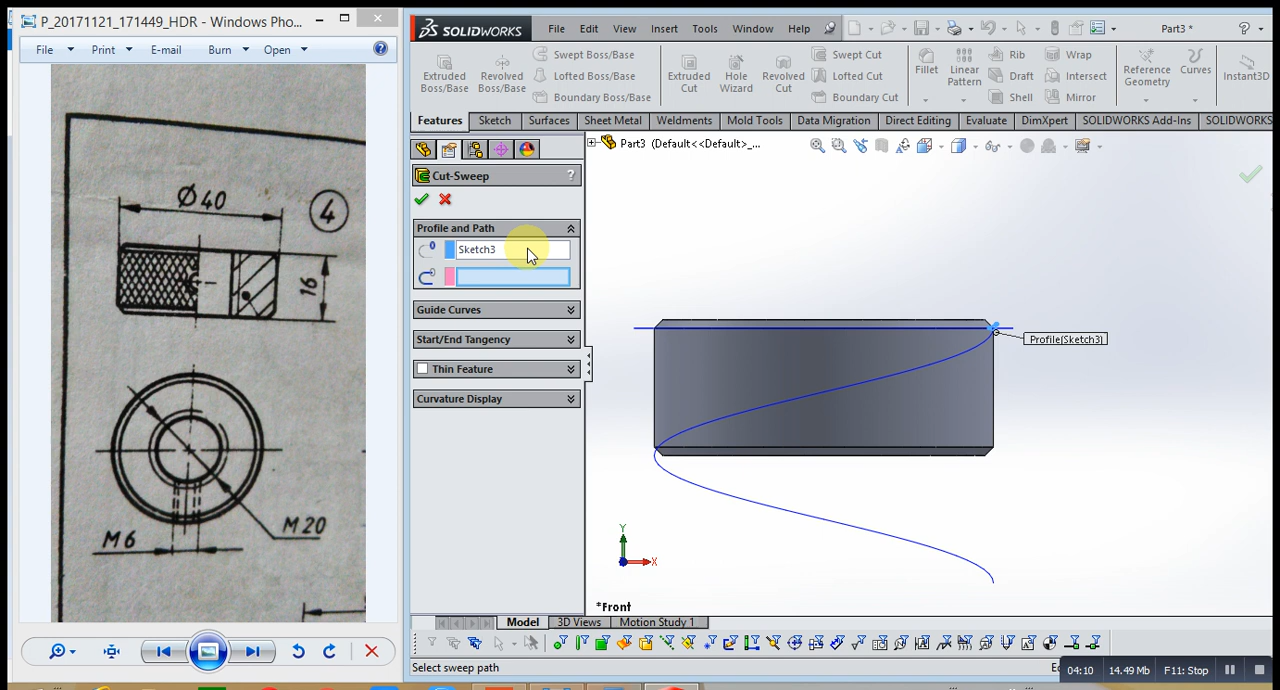 P_20171121_171449_HDR - Windows Pho...
File Print E-mail Burn Open
Ø40
4
16
M20
M6
SOLIDWORKS File Edit View Insert Tools Window Help Part3 *
Extruded Boss/Base
Revolved Boss/Base
Swept Boss/Base
Lofted Boss/Base
Boundary Boss/Base
Extruded Cut
Hole Wizard
Revolved Cut
Swept Cut
Lofted Cut
Boundary Cut
Fillet
Linear Pattern
Rib
Draft
Shell
Wrap
Intersect
Mirror
Reference Geometry
Curves
Instant3D
Features Sketch Surfaces Sheet Metal Weldments Mold Tools Data Migration Direct Editing Evaluate DimXpert SOLIDWORKS Add-Ins SOLIDWORKS
Part3 (Default<<Default>_...
Cut-Sweep ?
Profile and Path
Sketch3
Guide Curves
Start/End Tangency
Thin Feature
Curvature Display
Profile(Sketch3)
Y
X
*Front
Model 3D Views Motion Study 1
Select sweep path
04:10 14.49 Mb F11: Stop